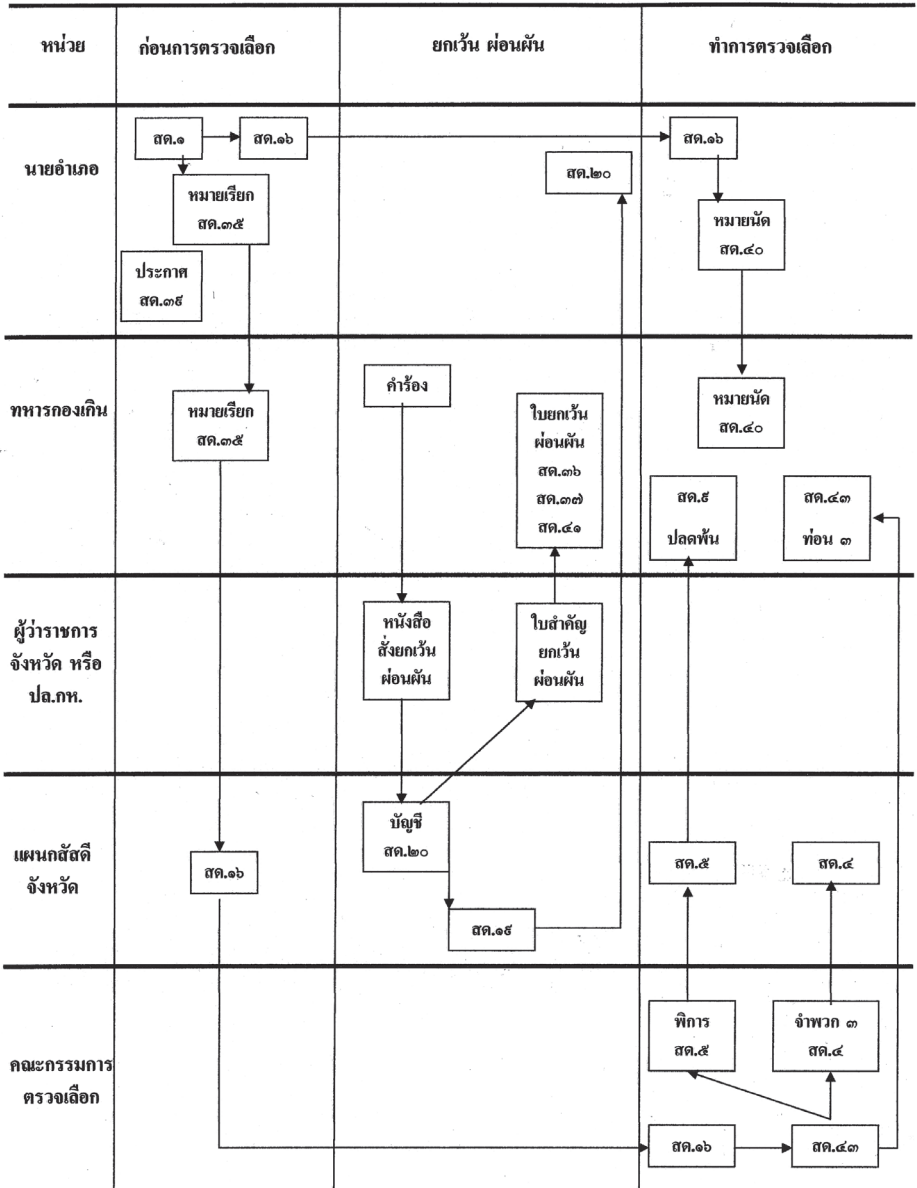 หน่วย
ก่อนการตรวจเลือก
ยกเว้น ผ่อนผัน
ทำการตรวจเลือก
นายอำเภอ
สด.๑
สด.๑๖
หมายเรียก
สด.๓๕
ประกาศ
สด.๓๙
สด.๒๐
สด.๑๖
หมายนัด
สด.๔๐
ทหารกองเกิน
หมายเรียก
สด.๓๕
คำร้อง
ใบยกเว้น
ผ่อนผัน
สด.๓๖
สด.๓๗
สด.๔๑
หมายนัด
สด.๔๐
สด.๙
ปลดพ้น
สด.๔๓
ท่อน ๓
ผู้ว่าราชการ
จังหวัด หรือ
ปล.กห.
หนังสือ
สั่งยกเว้น
ผ่อนผัน
ใบสำคัญ
ยกเว้น
ผ่อนผัน
แผนกสัสดี
จังหวัด
สด.๑๖
บัญชี
สด.๒๐
สด.๑๙
สด.๕
สด.๔
คณะกรรมการ
ตรวจเลือก
พิการ
สด.๕
จำพวก ๓
สด.๔
สด.๑๖
สด.๔๓